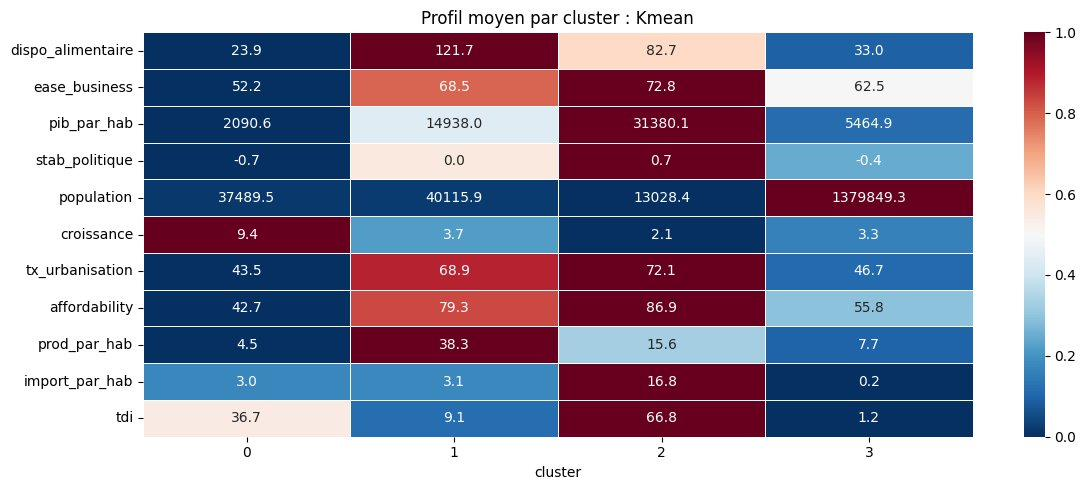 Profil moyen par cluster : Kmean
dispo_alimentaire 23.9 121.7 82.7 33.0
ease_business 52.2 68.5 72.8 62.5
pib_par_hab 2090.6 14938.0 31380.1 5464.9
stab_politique -0.7 0.0 0.7 -0.4
population 37489.5 40115.9 13028.4 1379849.3
croissance 9.4 3.7 2.1 3.3
tx_urbanisation 43.5 68.9 72.1 46.7
affordability 42.7 79.3 86.9 55.8
prod_par_hab 4.5 38.3 15.6 7.7
import_par_hab 3.0 3.1 16.8 0.2
tdi 36.7 9.1 66.8 1.2
0 1 2 3
cluster
1.0
0.8
0.6
0.4
0.2
0.0